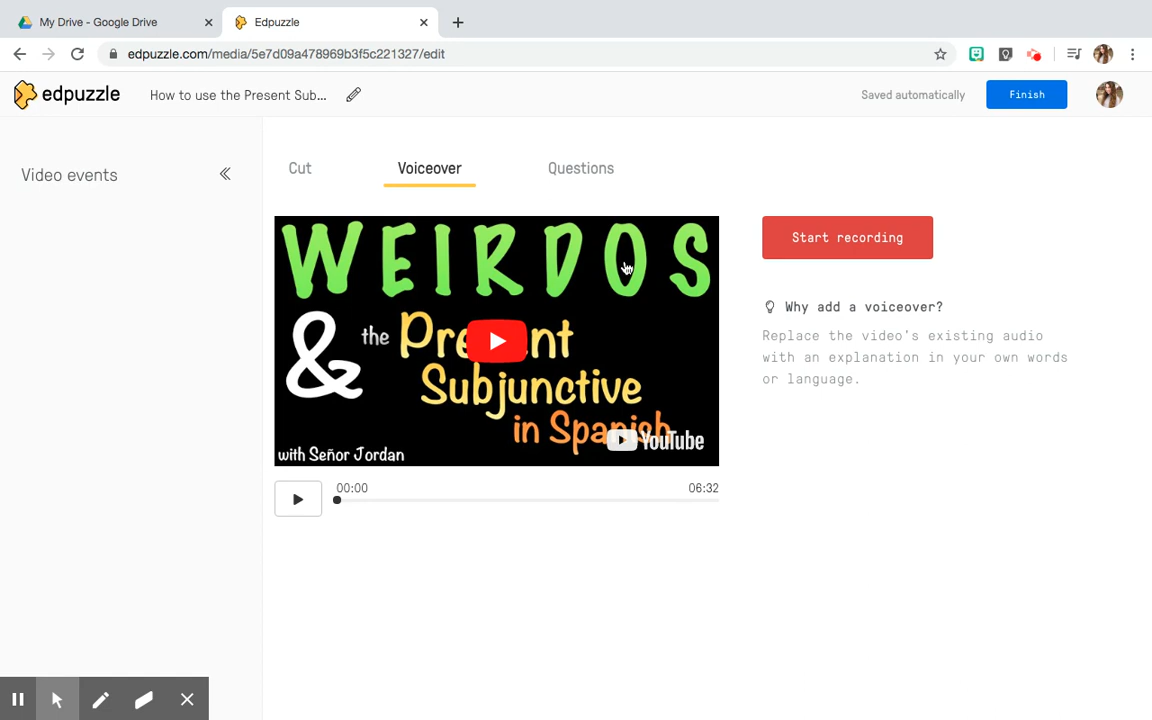 My Drive - Google Drive
Edpuzzle
edpuzzle.com/media/5e7d09a478969b3f5c221327/edit
edpuzzle
How to use the Present Sub...
Saved automatically
Finish
Video events
Cut
Voiceover
Questions
WEIRDOS
& the Present
Subjunctive
in Spanish
YouTube
with Señor Jordan
00:00
06:32
Start recording
Why add a voiceover?
Replace the video's existing audio
with an explanation in your own words
or language.